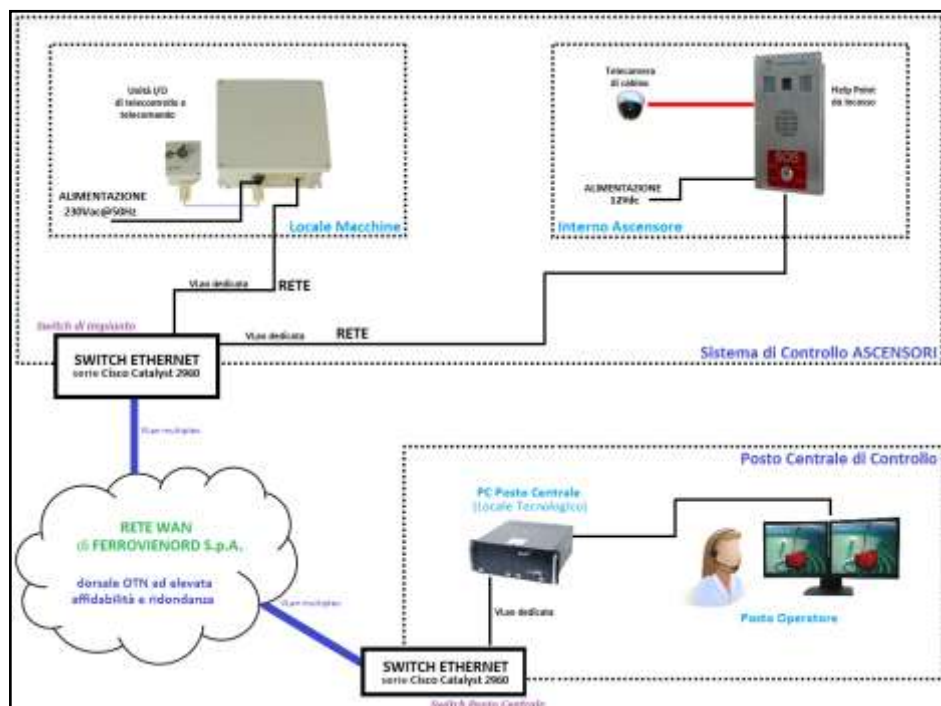 Unità I/O
di telecontrollo e
telecomando
ALIMENTAZIONE
230Vac@50Hz
Locale Macchine
Telecamera
di cabina
Help Point
da incasso
SOS
ALIMENTAZIONE
12Vdc
Interno Ascensore
VLan dedicata
RETE
VLan dedicata
RETE
Switch di Impianto
SWITCH ETHERNET
serie Cisco Catalyst 2960
Sistema di Controllo ASCENSORI
VLan multiplex
RETE WAN
di FERROVIENORD S.p.A.
dorsale OTN ad elevata
affidabilità e ridondanza
VLan multiplex
Posto Centrale di Controllo
PC Posto Centrale
(Locale Tecnologico)
VLan dedicata
Posto Operatore
SWITCH ETHERNET
serie Cisco Catalyst 2960
Switch Posto Centrale